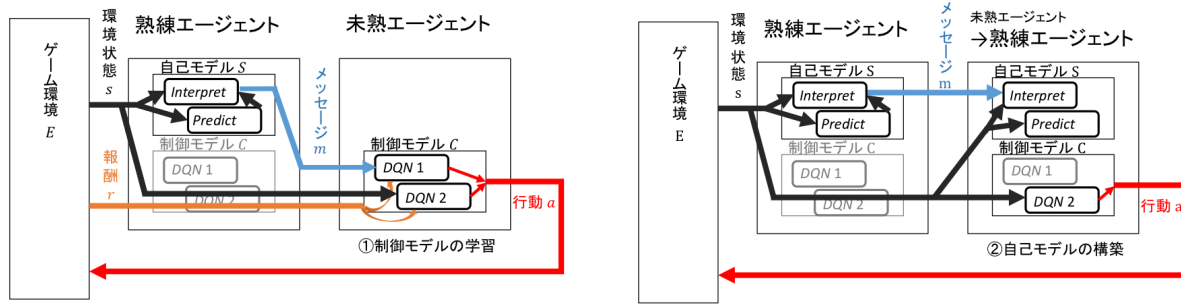 ゲーム環境 E
環境状態 s
熟練エージェント
未熟エージェント
自己モデル S
Interpret
Predict
メッセージ m
制御モデル C
DQN 1
DQN 2
報酬 r
制御モデル C
DQN 1
DQN 2
行動 a
①制御モデルの学習
ゲーム環境 E
環境状態 s
熟練エージェント
メッセージ m
未熟エージェント
→熟練エージェント
自己モデル S
Interpret
Predict
制御モデル C
DQN 1
DQN 2
自己モデル S
Interpret
Predict
制御モデル C
DQN 1
DQN 2
行動 a
②自己モデルの構築